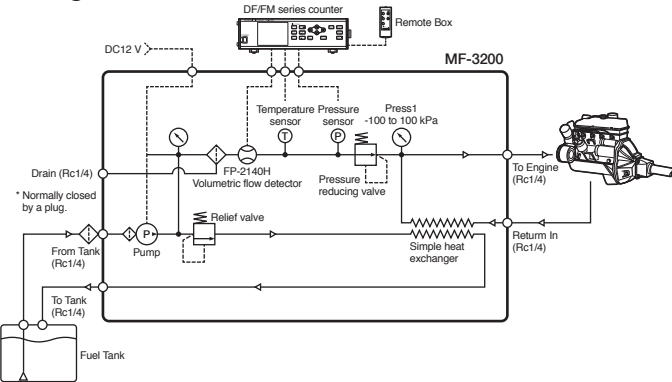 DF/FM series counter
Remote Box
DC12 V
MF-3200
Temperature
sensor
Pressure
sensor
Press1
-100 to 100 kPa
T
P
Drain (Rc1/4)
FP-2140H
Volumetric flow detector
Pressure
reducing valve
To Engine
(Rc1/4)
* Normally closed
by a plug.
Relief valve
P
From Tank
(Rc1/4)
Pump
Simple heat
exchanger
Return In
(Rc1/4)
To Tank
(Rc1/4)
Fuel Tank